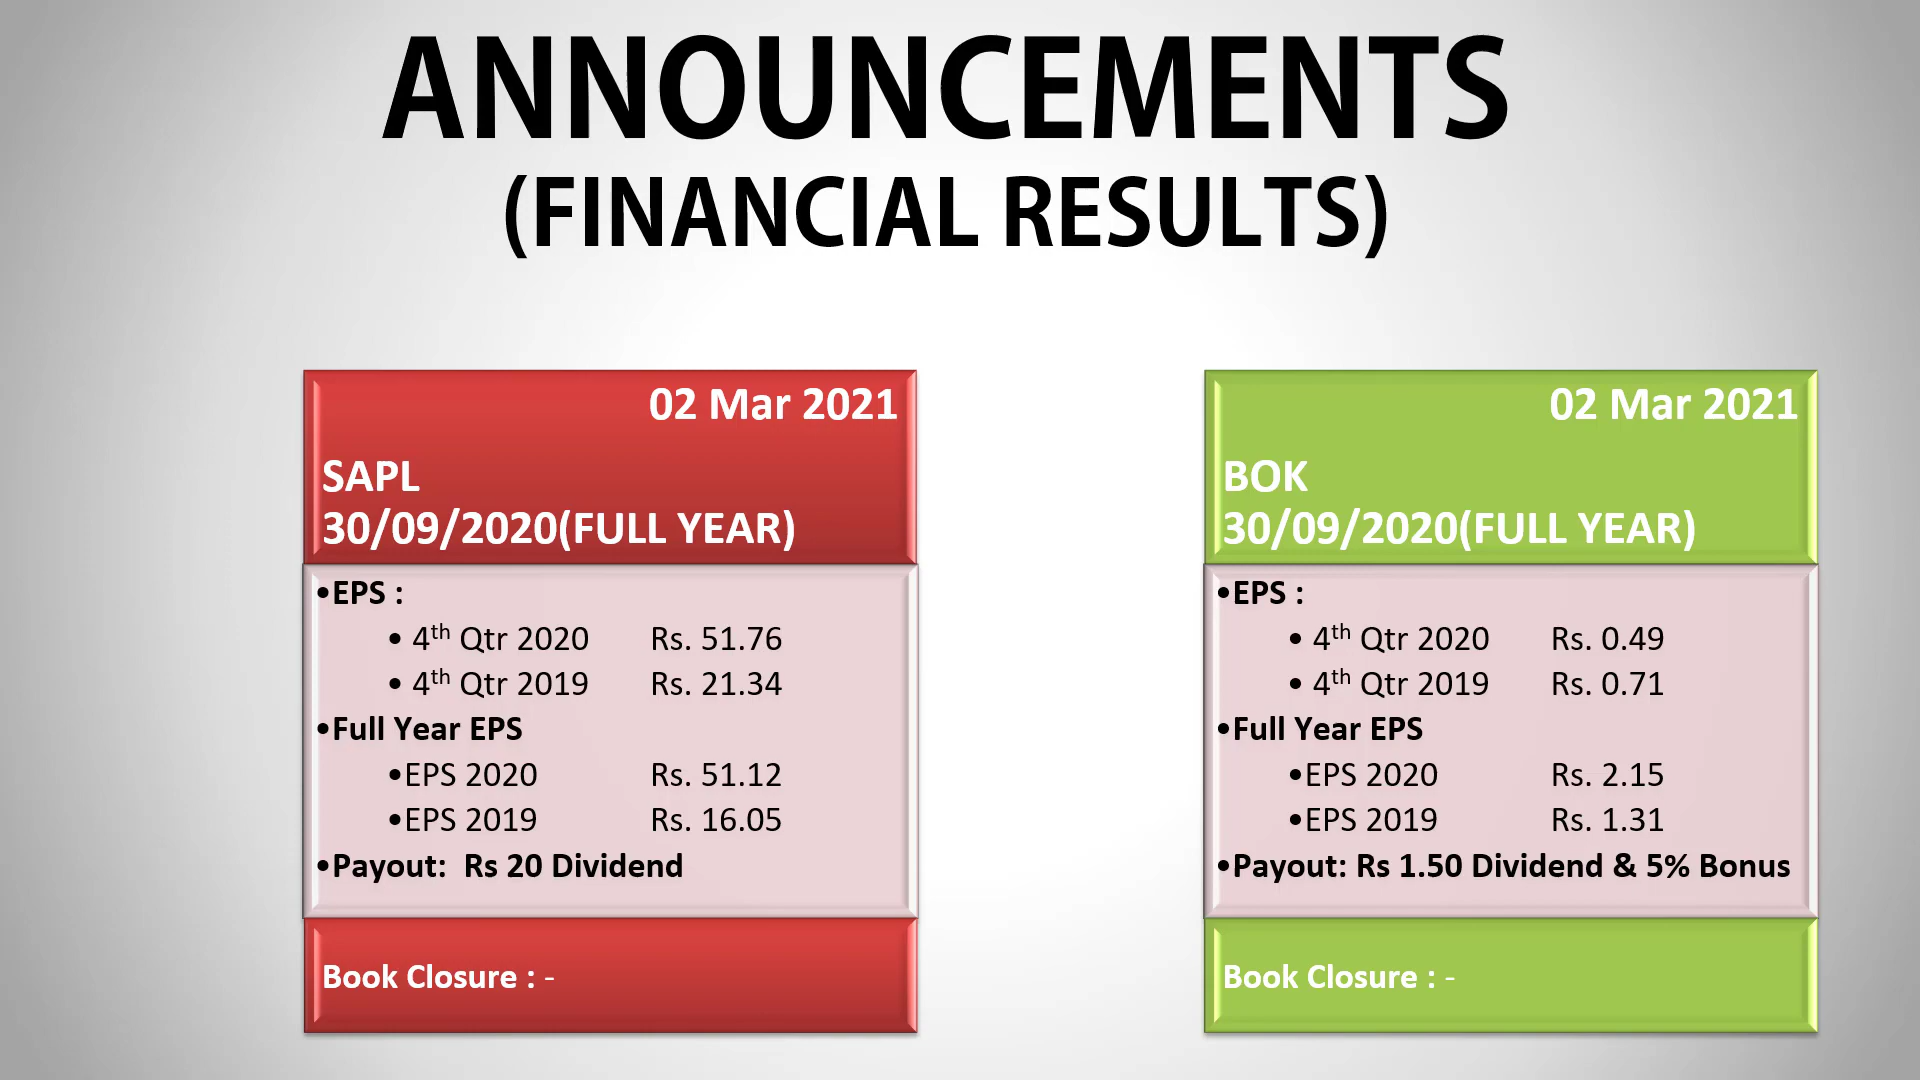 ANNOUNCEMENTS
(FINANCIAL RESULTS)
02 Mar 2021
SAPL
30/09/2020(FULL YEAR)
•EPS :
• 4th Qtr 2020 Rs. 51.76
• 4th Qtr 2019 Rs. 21.34
•Full Year EPS
•EPS 2020 Rs. 51.12
•EPS 2019 Rs. 16.05
•Payout: Rs 20 Dividend
Book Closure : -
02 Mar 2021
BOK
30/09/2020(FULL YEAR)
•EPS :
• 4th Qtr 2020 Rs. 0.49
• 4th Qtr 2019 Rs. 0.71
•Full Year EPS
•EPS 2020 Rs. 2.15
•EPS 2019 Rs. 1.31
•Payout: Rs 1.50 Dividend & 5% Bonus
Book Closure : -